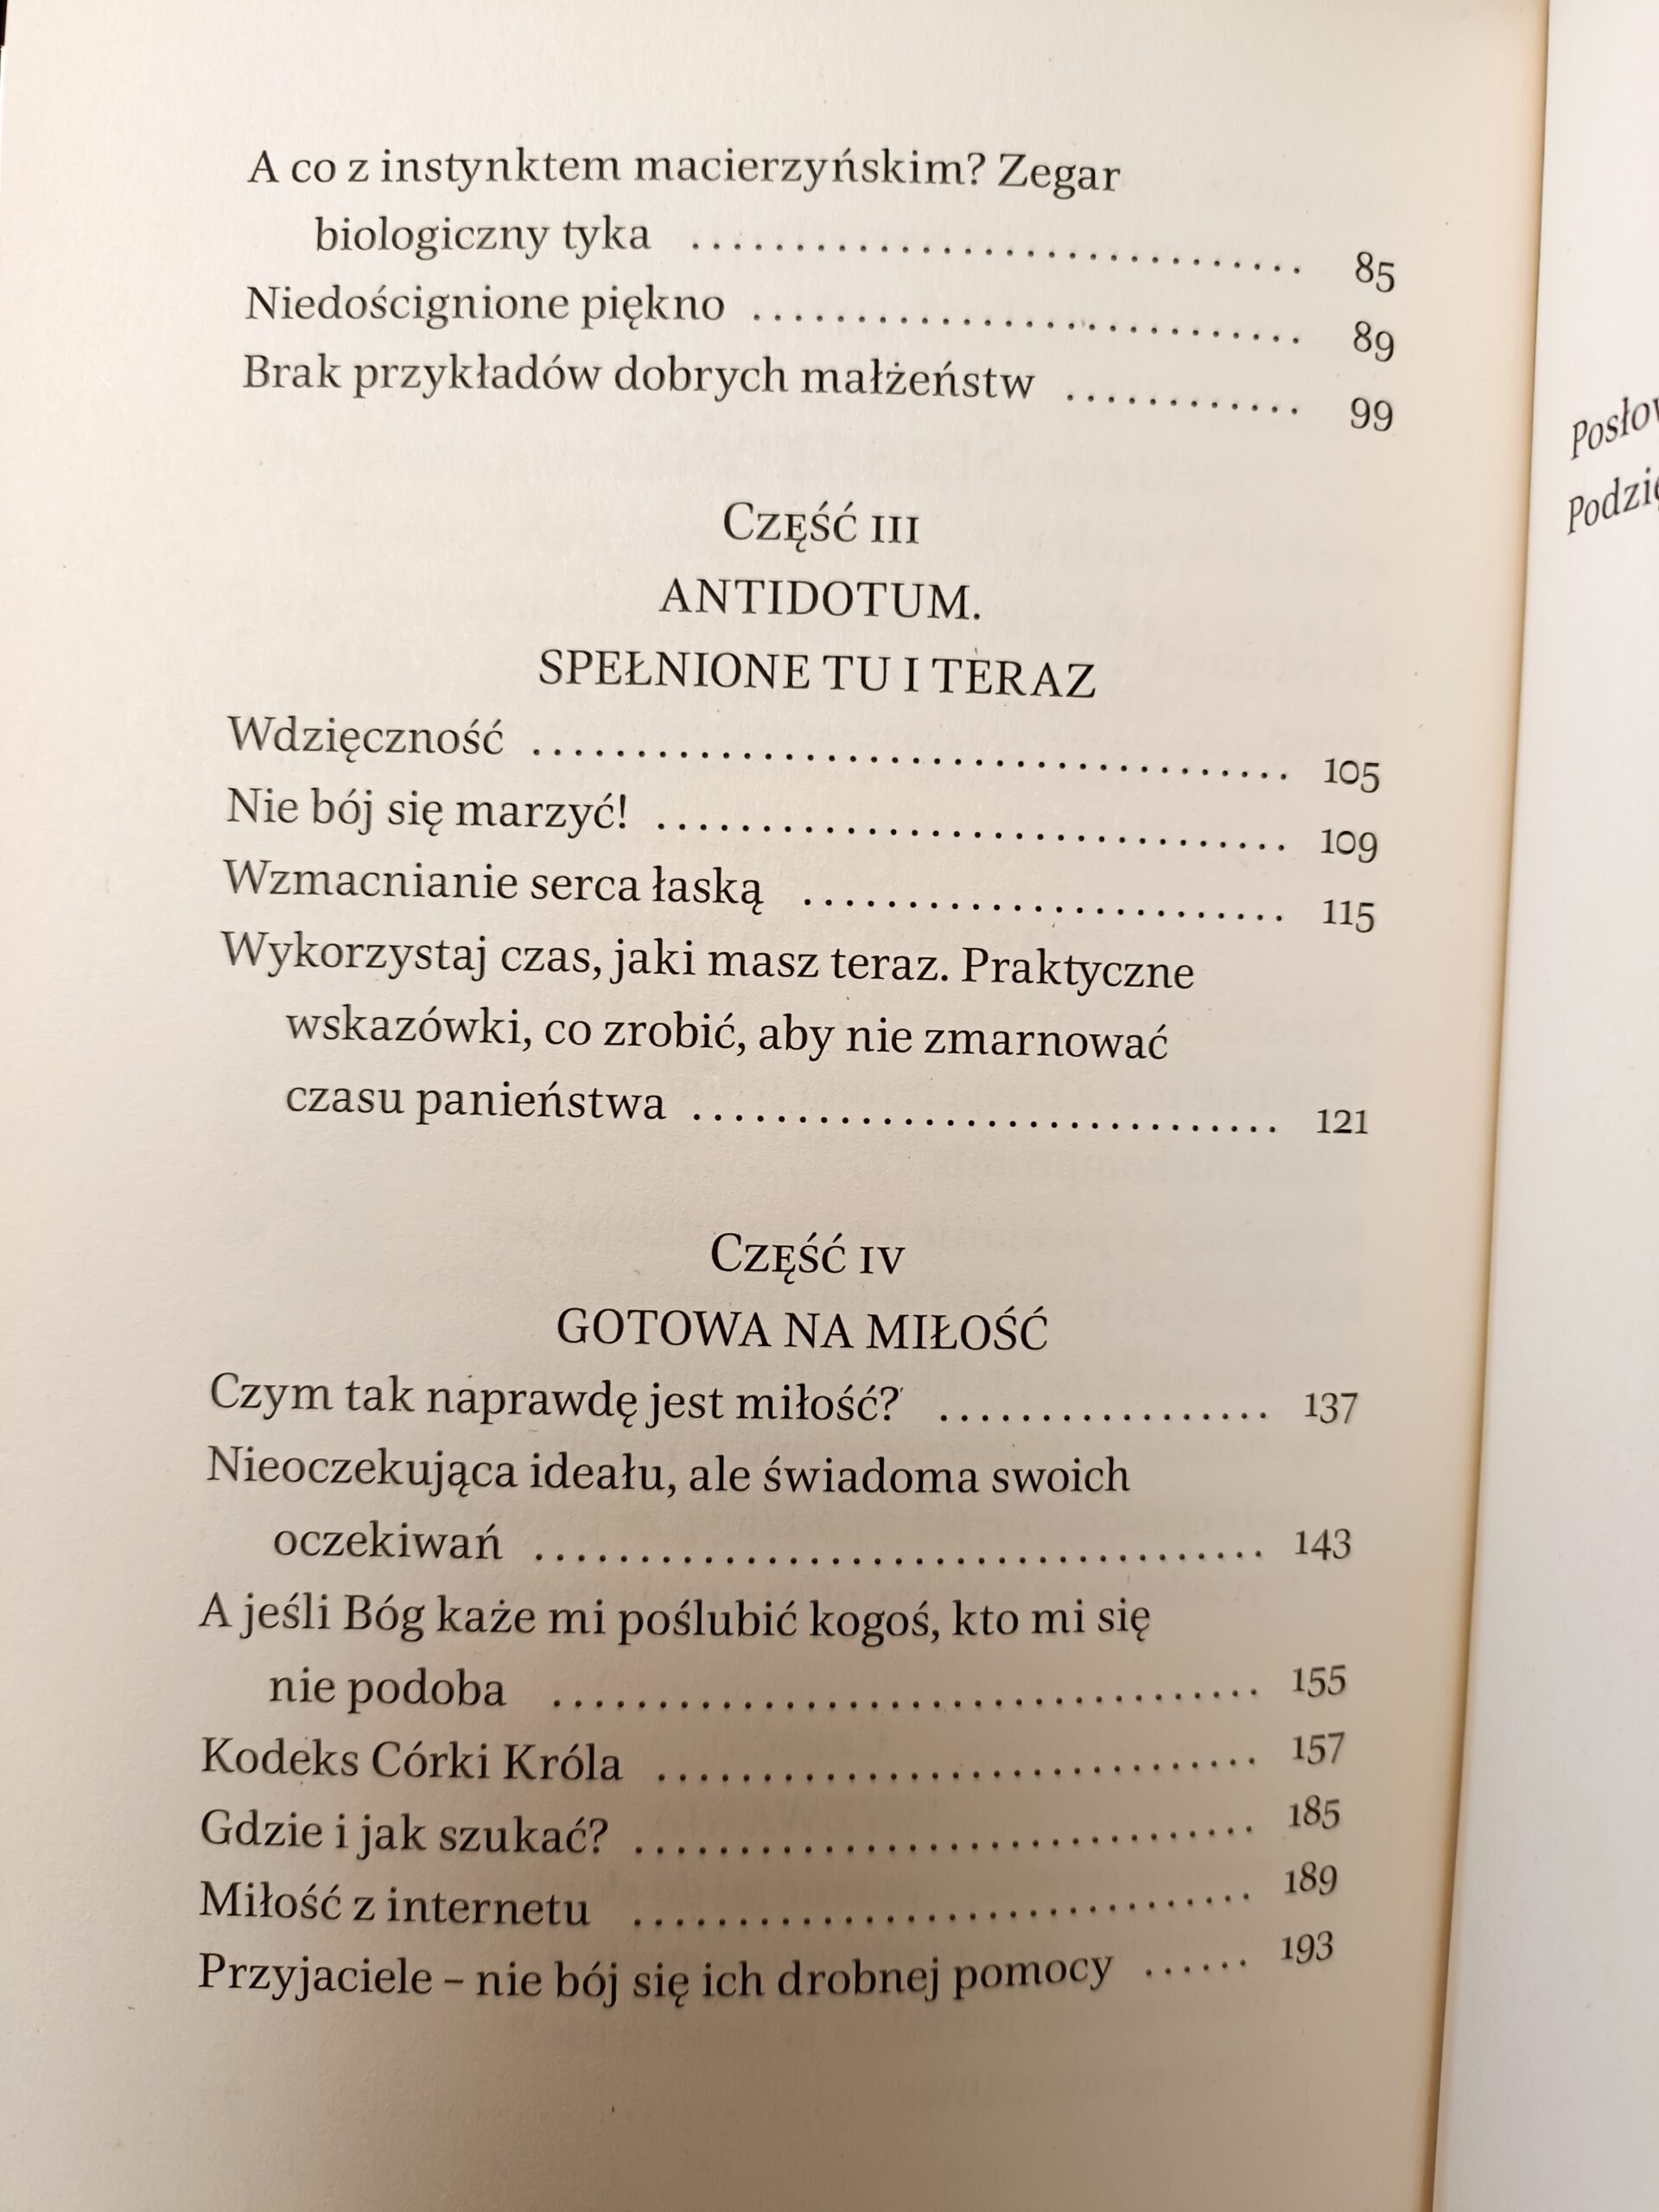 A co z instynktem macierzyńskim? Zegar
biologiczny tyka .............................. 85
Niedoścignione piękno ........................... 89
Brak przykładów dobrych małżeństw ............ 99
Część III
ANTIDOTUM.
SPEŁNIONE TU I TERAZ
Wdzięczność ..................................... 105
Nie bój się marzyć! ............................... 109
Wzmacnianie serca łaską ........................ 115
Wykorzystaj czas, jaki masz teraz. Praktyczne
wskazówki, co zrobić, aby nie zmarnować
czasu panieństwa ............................. 121
Część IV
GOTOWA NA MIŁOŚĆ
Czym tak naprawdę jest miłość? ................ 137
Nieoczekująca ideału, ale świadoma swoich
oczekiwań ................................... 143
A jeśli Bóg każe mi poślubić kogoś, kto mi się
nie podoba .................................. 155
Kodeks Córki Króla ............................. 157
Gdzie i jak szukać? .............................. 185
Miłość z internetu .............................. 189
Przyjaciele – nie bój się ich drobnej pomocy ...... 193